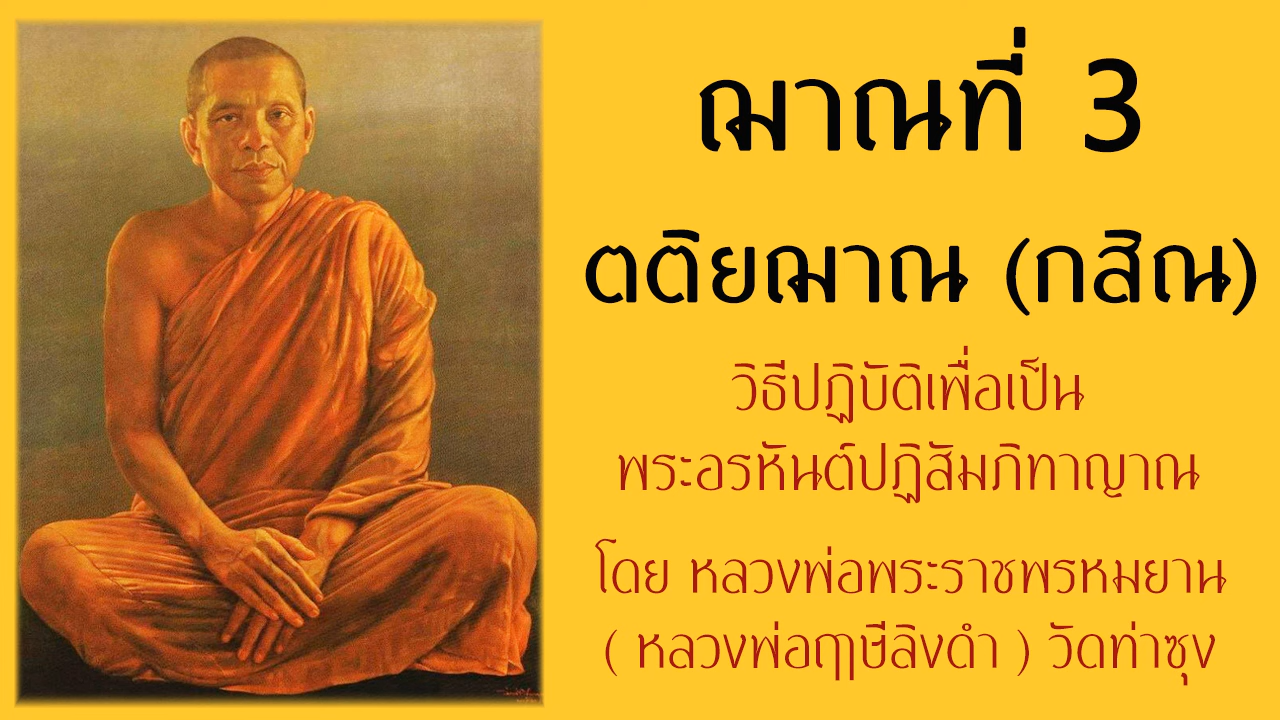 ฌานที่ 3
ตติยฌาน (กสิณ)
วิธีปฏิบัติเพื่อเป็น
พระอรหันต์ปฏิสัมภิทาญาณ
โดย หลวงพ่อพระราชพรหมยาน
( หลวงพ่อฤาษีลิงดำ ) วัดท่าซุง